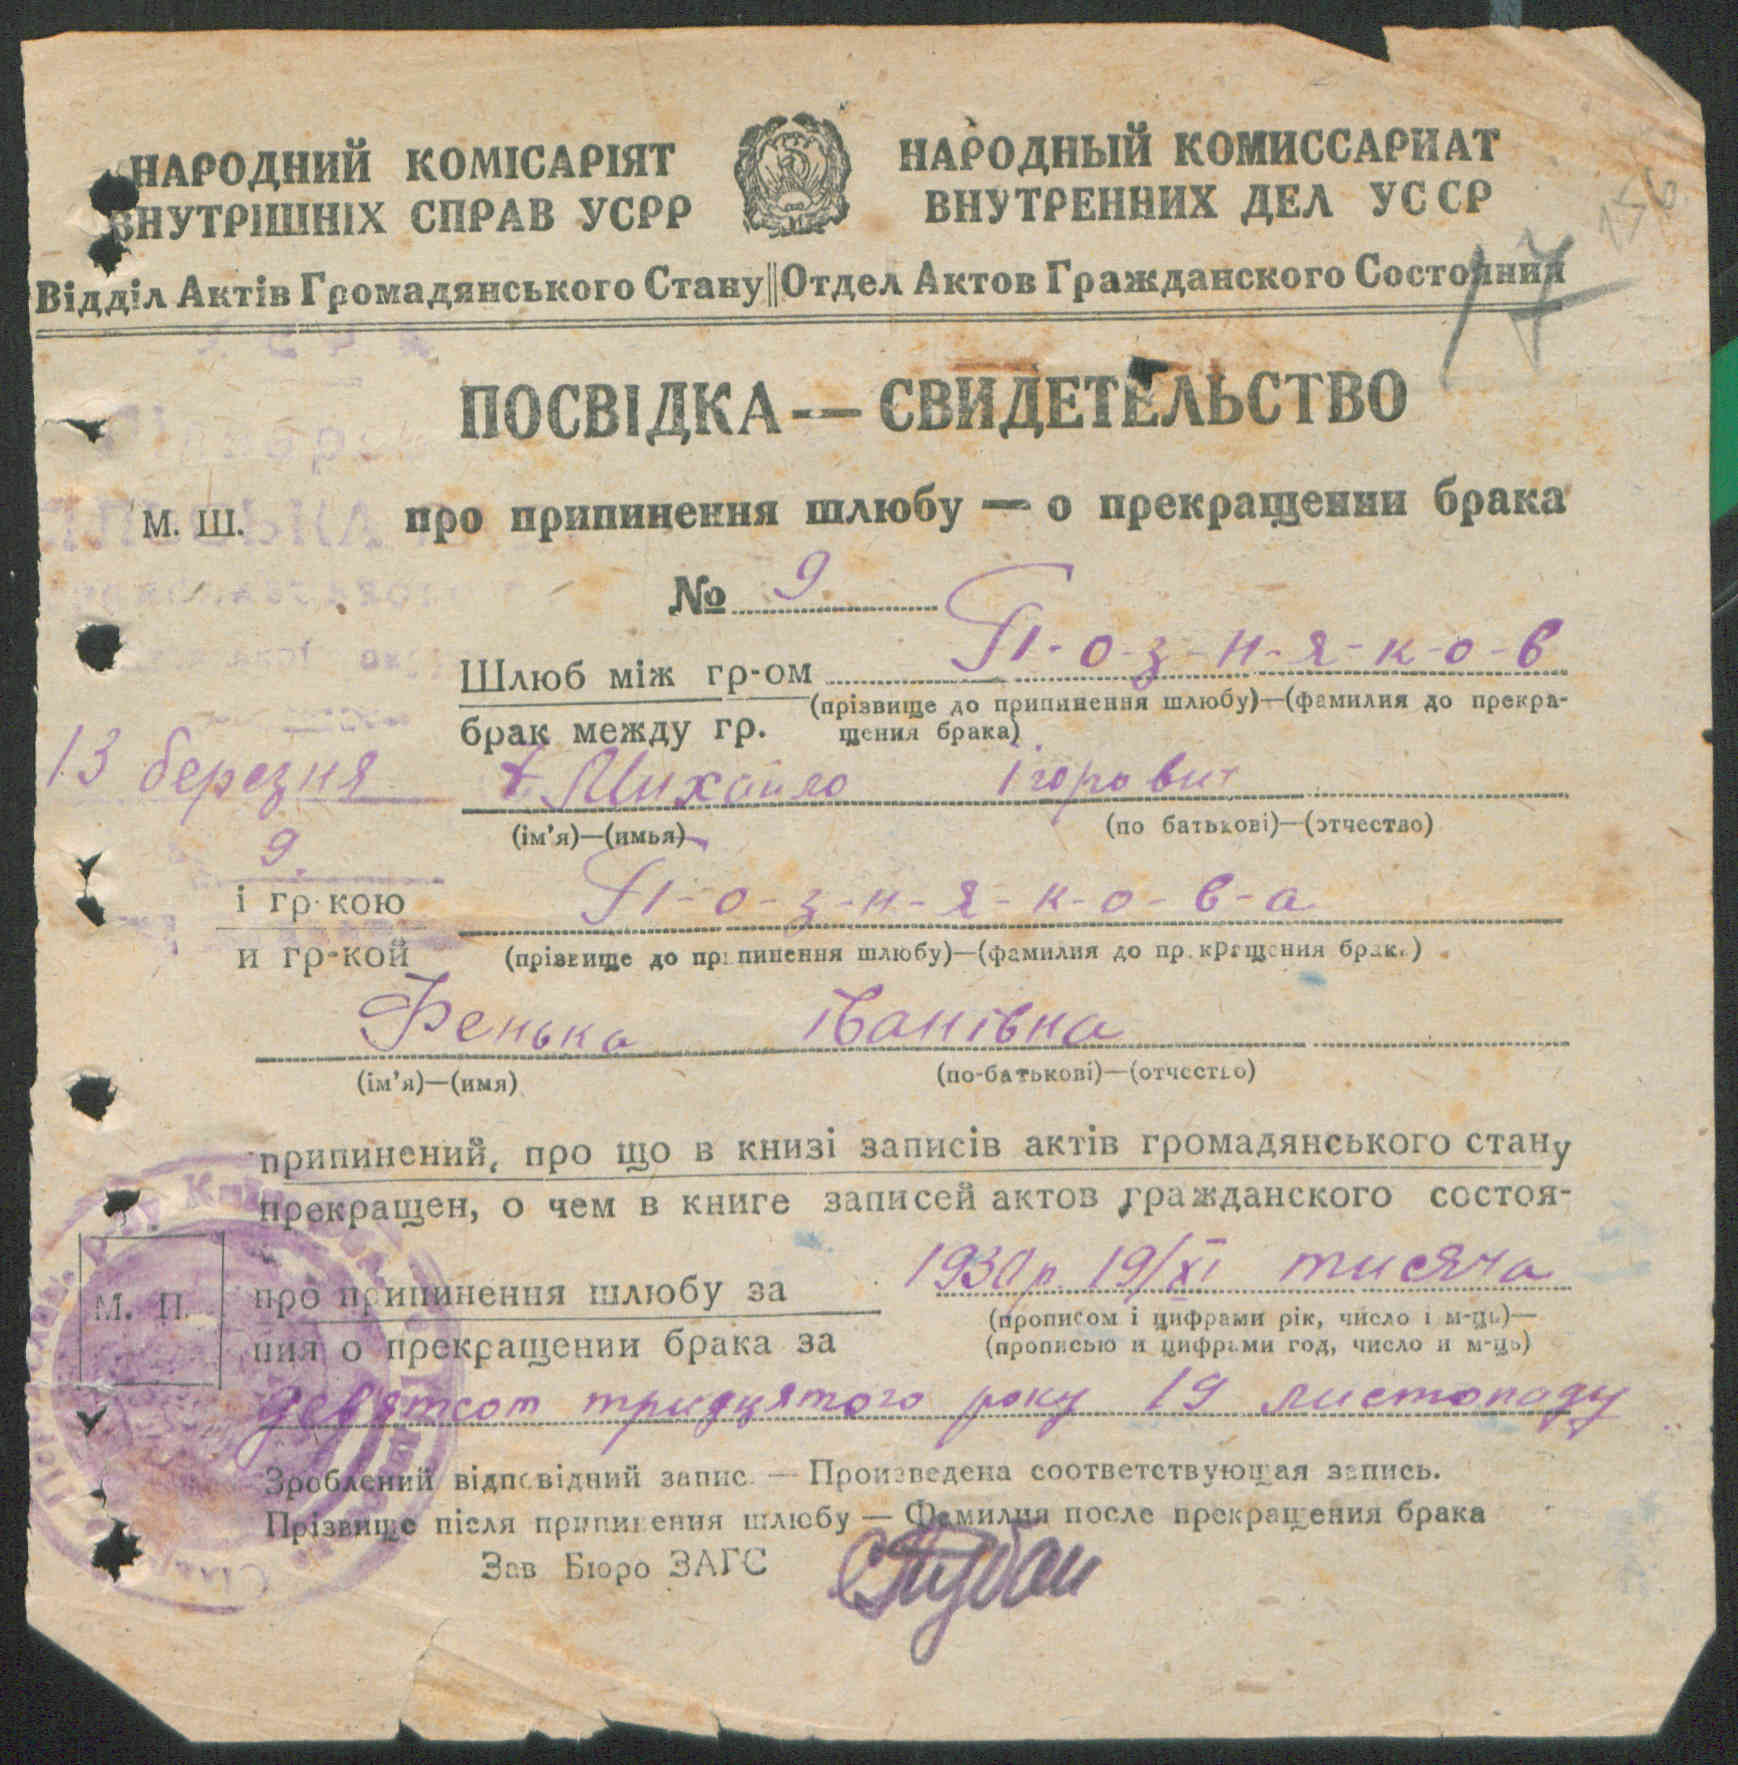 НАРОДНИЙ КОМІСАРІЯТ
ВНУТРІШНІХ СПРАВ УСРР
НАРОДНЫЙ КОМИССАРИАТ
ВНУТРЕННИХ ДЕЛ УССР
156
17
Відділ Актів Громадянського Стану || Отдел Актов Гражданского Состояния
ПОСВІДКА — СВИДЕТЕЛЬСТВО
М. Ш. про припинення шлюбу — о прекращении брака
№ 9
Шлюб між гр-ом П-о-з-н-я-к-о-в
(прізвище до припинення шлюбу)—(фамилия до прекра-
брак между гр. щения брака)
13 березня Михайло Ігорович
(ім'я)—(имья) (по батькові)—(отчество)
9.
і гр-кою П-о-з-н-я-к-о-в-а
и гр-кой (прізвище до припинення шлюбу)—(фамилия до прекращения брака)
Фенька Іванівна
(ім'я)—(имя) (по-батькові)—(отчество)
припинений, про що в книзі записів актів громадянського стану
прекращен, о чем в книге записей актов гражданского состоя-
М. П. про припинення шлюбу за 1930 р. 19/XI тисяча
(прописом і цифрами рік, число і м-ць)—
ния о прекращении брака за (прописью и цифрами год, число и м-ць)
девятсот тридцятого року 19 листопаду
Зроблений відповідний запис. — Произведена соответствующая запись.
Прізвище після припинення шлюбу — Фамилия после прекращения брака
Зав Бюро ЗАГС